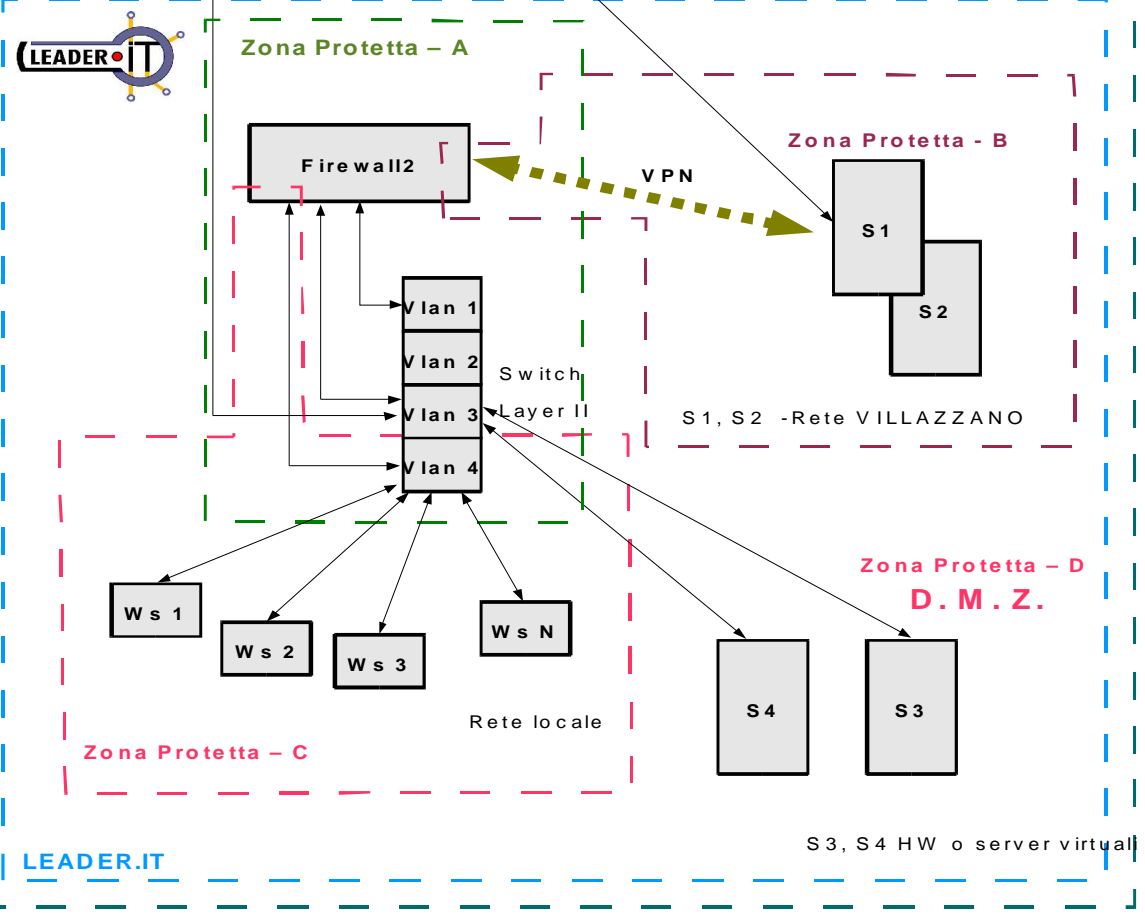 LEADER iT
Zona Protetta – A
Zona Protetta - B
Firewall2
VPN
S1
S2
Vlan 1
Vlan 2
Switch
Layer II
Vlan 3
S1, S2 -Rete VILLAZZANO
Vlan 4
Zona Protetta – D
D.M.Z.
Ws 1
Ws 2
Ws 3
Ws N
S4
S3
Rete locale
Zona Protetta – C
S3, S4 HW o server virtuali
LEADER.IT